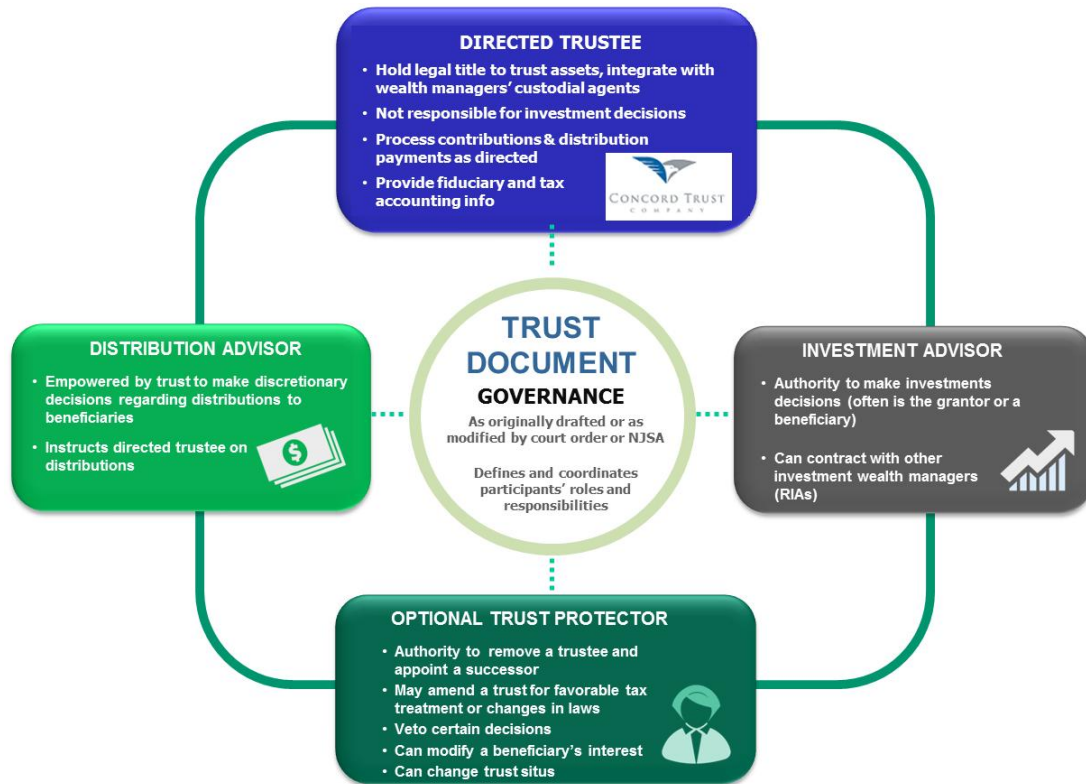 DIRECTED TRUSTEE
• Hold legal title to trust assets, integrate with
wealth managers' custodial agents
• Not responsible for investment decisions
• Process contributions & distribution
payments as directed
• Provide fiduciary and tax
accounting info
CONCORD TRUST
COMPANY
DISTRIBUTION ADVISOR
• Empowered by trust to make discretionary
decisions regarding distributions to
beneficiaries
• Instructs directed trustee on
distributions
$
TRUST
DOCUMENT
GOVERNANCE
As originally drafted or as
modified by court order or NJSA
Defines and coordinates
participants' roles and
responsibilities
INVESTMENT ADVISOR
• Authority to make investments
decisions (often is the grantor or a
beneficiary)
• Can contract with other
investment wealth managers
(RIAs)
OPTIONAL TRUST PROTECTOR
• Authority to remove a trustee and
appoint a successor
• May amend a trust for favorable tax
treatment or changes in laws
• Veto certain decisions
• Can modify a beneficiary's interest
• Can change trust situs